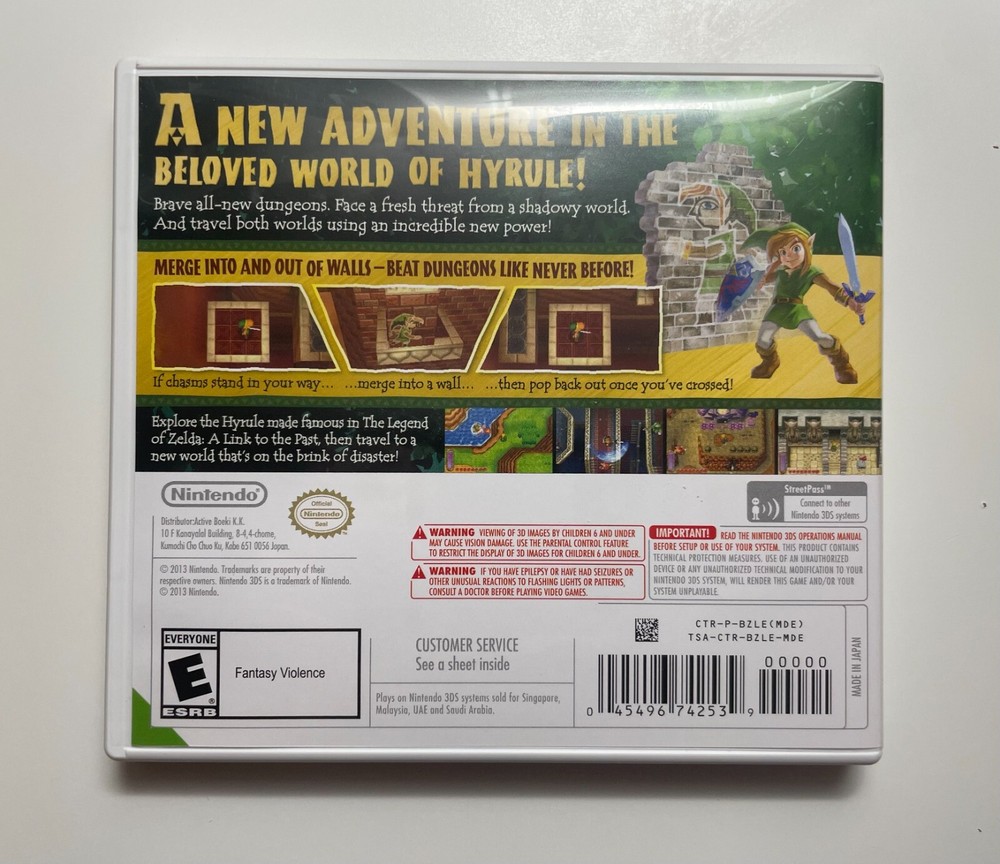 A NEW ADVENTURE IN THE
BELOVED WORLD OF HYRULE!
Brave all-new dungeons. Face a fresh threat from a shadowy world.
And travel both worlds using an incredible new power!
MERGE INTO AND OUT OF WALLS – BEAT DUNGEONS LIKE NEVER BEFORE!
If chasms stand in your way... ...merge into a wall... ...then pop back out once you've crossed!
Explore the Hyrule made famous in The Legend
of Zelda: A Link to the Past, then travel to a
new world that's on the brink of disaster!
Nintendo
Official
Nintendo
Seal
StreetPass™
Connect to other
Nintendo 3DS systems
Distributor:Active Boeki K.K.
10 F Kanayalal Building, 8-4,4-chome,
Kumochi Cho Chuo Ku, Kobe 651 0056 Japan.
© 2013 Nintendo. Trademarks are property of their
respective owners. Nintendo 3DS is a trademark of Nintendo.
© 2013 Nintendo.
WARNING VIEWING OF 3D IMAGES BY CHILDREN 6 AND UNDER
MAY CAUSE VISION DAMAGE. USE THE PARENTAL CONTROL FEATURE
TO RESTRICT THE DISPLAY OF 3D IMAGES FOR CHILDREN 6 AND UNDER.
WARNING IF YOU HAVE EPILEPSY OR HAVE HAD SEIZURES OR
OTHER UNUSUAL REACTIONS TO FLASHING LIGHTS OR PATTERNS,
CONSULT A DOCTOR BEFORE PLAYING VIDEO GAMES.
IMPORTANT! READ THE NINTENDO 3DS OPERATIONS MANUAL
BEFORE SETUP OR USE OF YOUR SYSTEM. THIS PRODUCT CONTAINS
TECHNICAL PROTECTION MEASURES. USE OF AN UNAUTHORIZED
DEVICE OR ANY UNAUTHORIZED TECHNICAL MODIFICATION TO YOUR
NINTENDO 3DS SYSTEM, WILL RENDER THIS GAME AND/OR YOUR
SYSTEM UNPLAYABLE.
EVERYONE
E
®
ESRB
Fantasy Violence
CUSTOMER SERVICE
See a sheet inside
Plays on Nintendo 3DS systems sold for Singapore,
Malaysia, UAE and Saudi Arabia.
CTR-P-BZLE(MDE)
TSA-CTR-BZLE-MDE
00000
0 45496 74253 9
MADE IN JAPAN